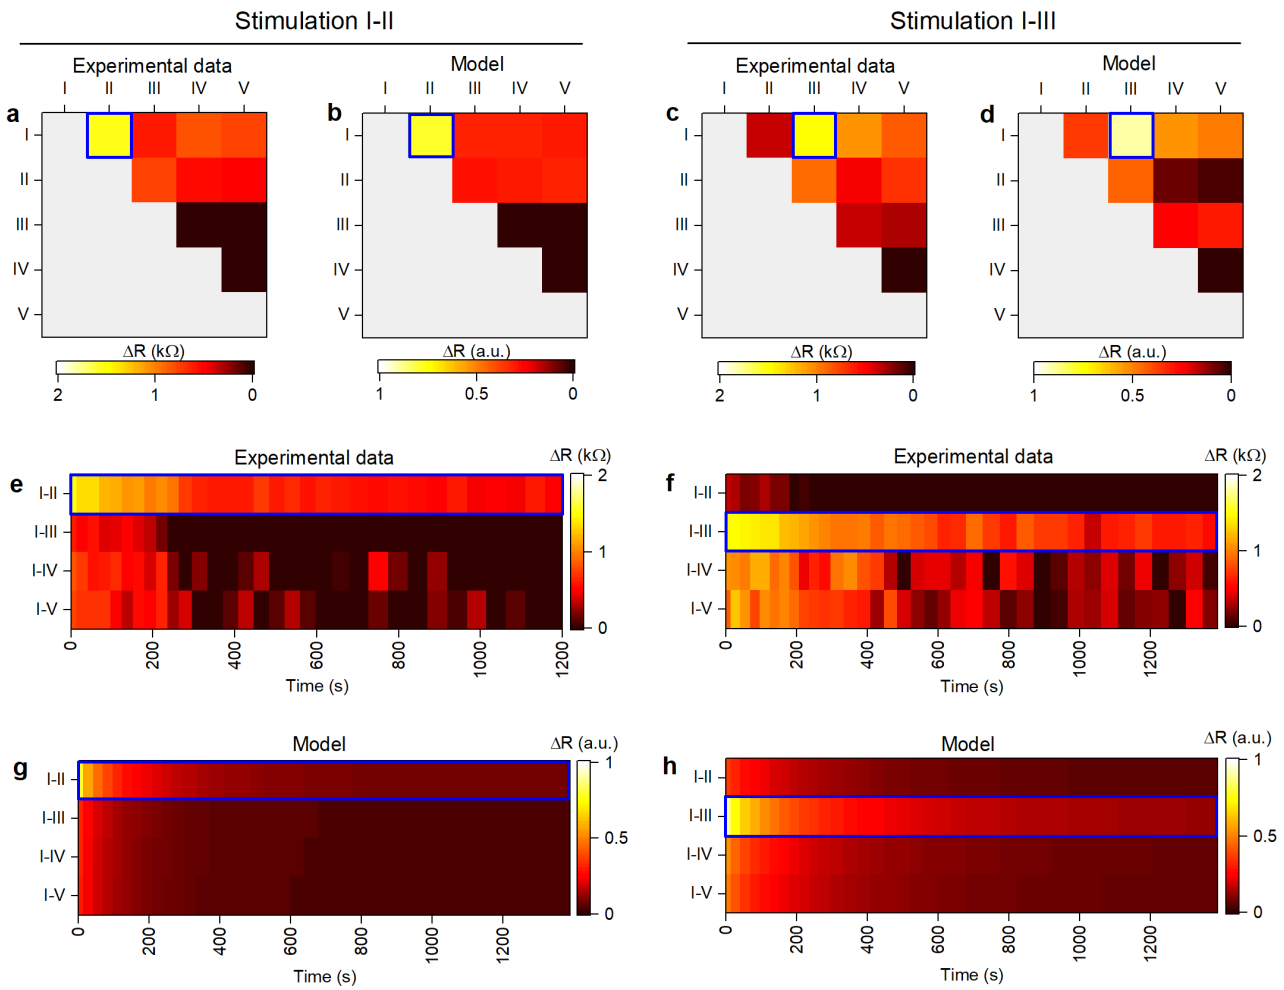 Stimulation I-II
Stimulation I-III
Experimental data
Model
Experimental data
Model
a
I II III IV V
b
I II III IV V
c
I II III IV V
d
I II III IV V
I
II
III
IV
V
I
II
III
IV
V
I
II
III
IV
V
I
II
III
IV
V
ΔR (kΩ)
2 1 0
ΔR (a.u.)
1 0.5 0
ΔR (kΩ)
2 1 0
ΔR (a.u.)
1 0.5 0
e
Experimental data
ΔR (kΩ)
I-II
I-III
I-IV
I-V
2
1
0
0 200 400 600 800 1000 1200
Time (s)
f
Experimental data
ΔR (kΩ)
I-II
I-III
I-IV
I-V
2
1
0
0 200 400 600 800 1000 1200
Time (s)
g
Model
ΔR (a.u.)
I-II
I-III
I-IV
I-V
1
0.5
0
0 200 400 600 800 1000 1200
Time (s)
h
Model
ΔR (a.u.)
I-II
I-III
I-IV
I-V
1
0.5
0
0 200 400 600 800 1000 1200
Time (s)